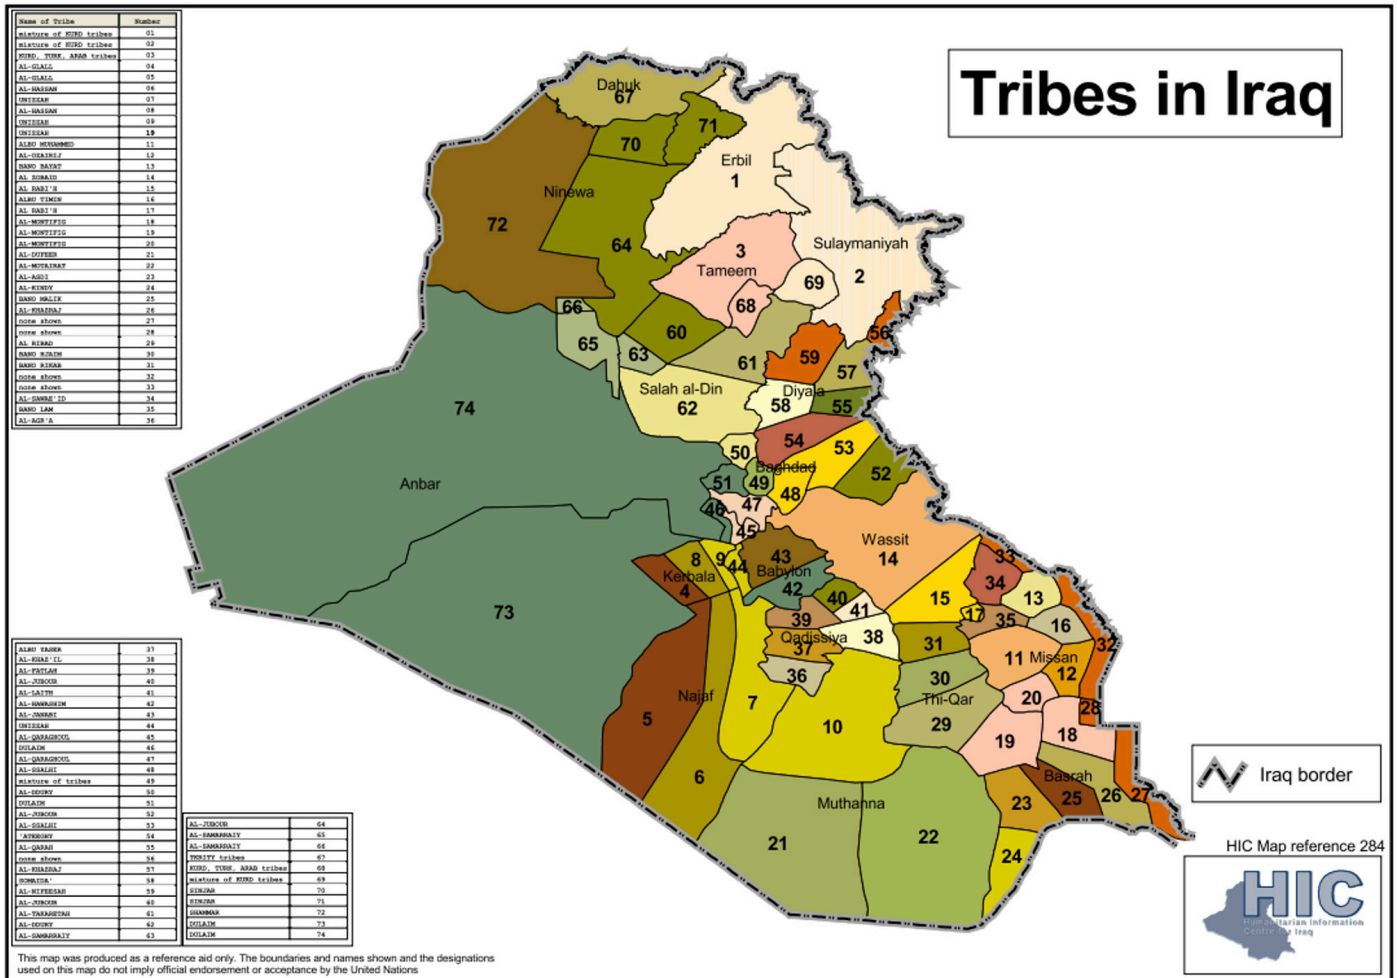 Name of Tribe Number
mixture of KURD tribes 01
mixture of KURD tribes 02
KURD, TURK, ARAB tribes 03
AL-GLALL 04
AL-GLALL 05
AL-HASSAN 06
UNIZZAH 07
AL-HASSAN 08
UNIZZAH 09
UNIZZAH 10
ALBU MUHAMMED 11
AL-OZAIRIJ 12
BANO BAYAT 13
AL ZOBAID 14
AL RABI'H 15
ALBU TIMIN 16
AL RABI'H 17
AL-MONTIFIG 18
AL-MONTIFIG 19
AL-MONTIFIG 20
AL-DUFEER 21
AL-MOTAIRAT 22
AL-ASDI 23
AL-KINDY 24
BANO MALIK 25
AL-KHAZRAJ 26
none shown 27
none shown 28
AL RIBAD 29
BANO HJAIM 30
BANO RIKAB 31
none shown 32
none shown 33
AL-SAWAE'ID 34
BANO LAM 35
AL-AGR'A 36
Tribes in Iraq
Dahuk
67
71
70
Erbil
1
Ninewa
72
64
3
Sulaymaniyah
Tameem
2
69
68
66
56
60
65
63
59
61
57
Salah al-Din
Diyala
62
58
55
74
54
53
50
Baghdad
52
Anbar
51
49
48
47
46
45
Wassit
14
43
33
8
9
44
Babylon
Kerbala
34
4
42
13
40
15
73
41
17
39
35
16
Qadissiya
38
37
31
32
11
Missan
12
36
30
Najaf
20
Thi-Qar
7
28
5
10
29
18
19
6
Basrah
27
26
25
23
Muthanna
21
22
24
ALBU YASER 37
AL-KHAZ'IL 38
AL-FATLAH 39
AL-JUBOUR 40
AL-LAITH 41
AL-HAWASHIM 42
AL-JANABI 43
UNIZZAH 44
AL-QARAGHOUL 45
DULAIM 46
AL-QARAGHOUL 47
AL-SSALHI 48
mixture of tribes 49
AL-DOURY 50
DULAIM 51
AL-JUBOUR 52
AL-SSALHI 53
54
AL-QARAH 55
none shown 56
AL-KHAZRAJ 57
SOMAIDA' 58
AL-NIFEESAH 59
AL-JUBOUR 60
AL-TAKARETAH 61
AL-DOURY 62
AL-SAMARRAIY 63
AL-JUBOUR 64
AL-SAMARRAIY 65
AL-SAMARRAIY 66
TKRITY tribes 67
KURD, TURK, ARAB tribes 68
mixture of KURD tribes 69
SINJAR 70
SINJAR 71
SHAMMAR 72
DULAIM 73
DULAIM 74
Iraq border
HIC Map reference 284
HIC
Humanitarian Information
Centre for Iraq
This map was produced as a reference aid only. The boundaries and names shown and the designations
used on this map do not imply official endorsement or acceptance by the United Nations